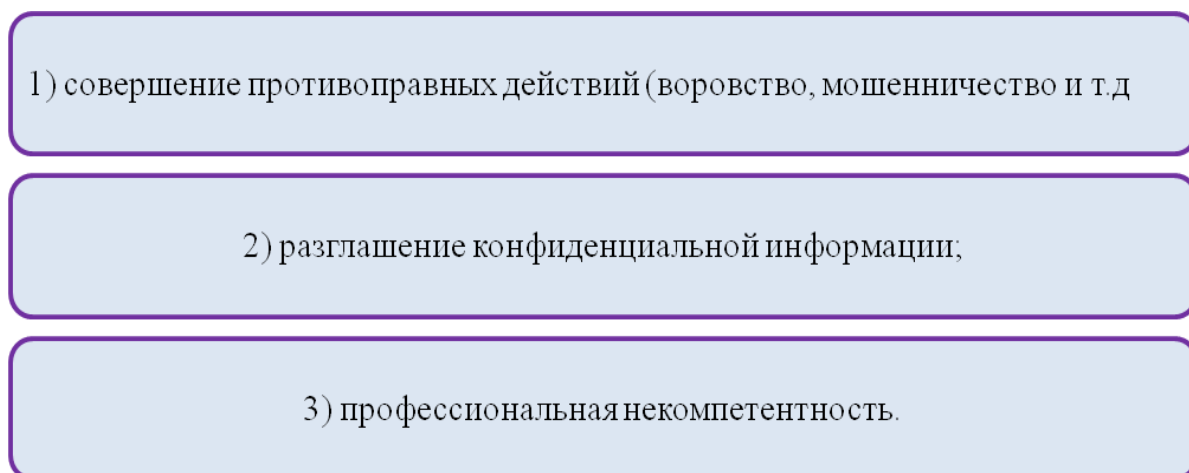 1) совершение противоправных действий (воровство, мошенничество и т.д
2) разглашение конфиденциальной информации;
3) профессиональная некомпетентность.